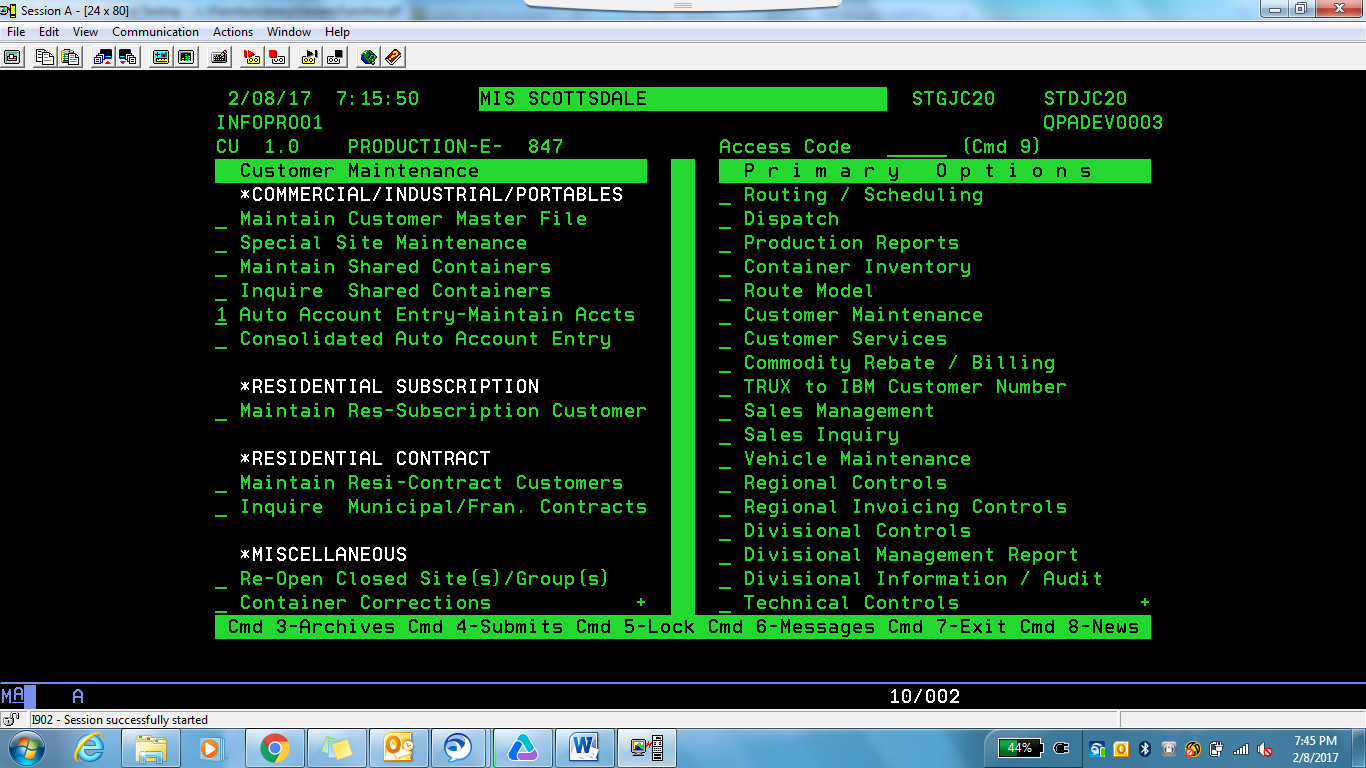 Session A - [24 x 80]
File Edit View Communication Actions Window Help
2/08/17 7:15:50 MIS SCOTTSDALE STGJC20 STDJC20
INFOPRO01 QPADEV0003
CU 1.0 PRODUCTION-E- 847 Access Code _____ (Cmd 9)
Customer Maintenance P r i m a r y O p t i o n s
*COMMERCIAL/INDUSTRIAL/PORTABLES _ Routing / Scheduling
_ Maintain Customer Master File _ Dispatch
_ Special Site Maintenance _ Production Reports
_ Maintain Shared Containers _ Container Inventory
_ Inquire Shared Containers _ Route Model
1 Auto Account Entry-Maintain Accts _ Customer Maintenance
_ Consolidated Auto Account Entry _ Customer Services
_ Commodity Rebate / Billing
*RESIDENTIAL SUBSCRIPTION _ TRUX to IBM Customer Number
_ Maintain Res-Subscription Customer _ Sales Management
_ Sales Inquiry
*RESIDENTIAL CONTRACT _ Vehicle Maintenance
_ Maintain Resi-Contract Customers _ Regional Controls
_ Inquire Municipal/Fran. Contracts _ Regional Invoicing Controls
_ Divisional Controls
*MISCELLANEOUS _ Divisional Management Report
_ Re-Open Closed Site(s)/Group(s) _ Divisional Information / Audit
_ Container Corrections + _ Technical Controls +
Cmd 3-Archives Cmd 4-Submits Cmd 5-Lock Cmd 6-Messages Cmd 7-Exit Cmd 8-News
MA A 10/002
I902 - Session successfully started
44% 7:45 PM
2/8/2017